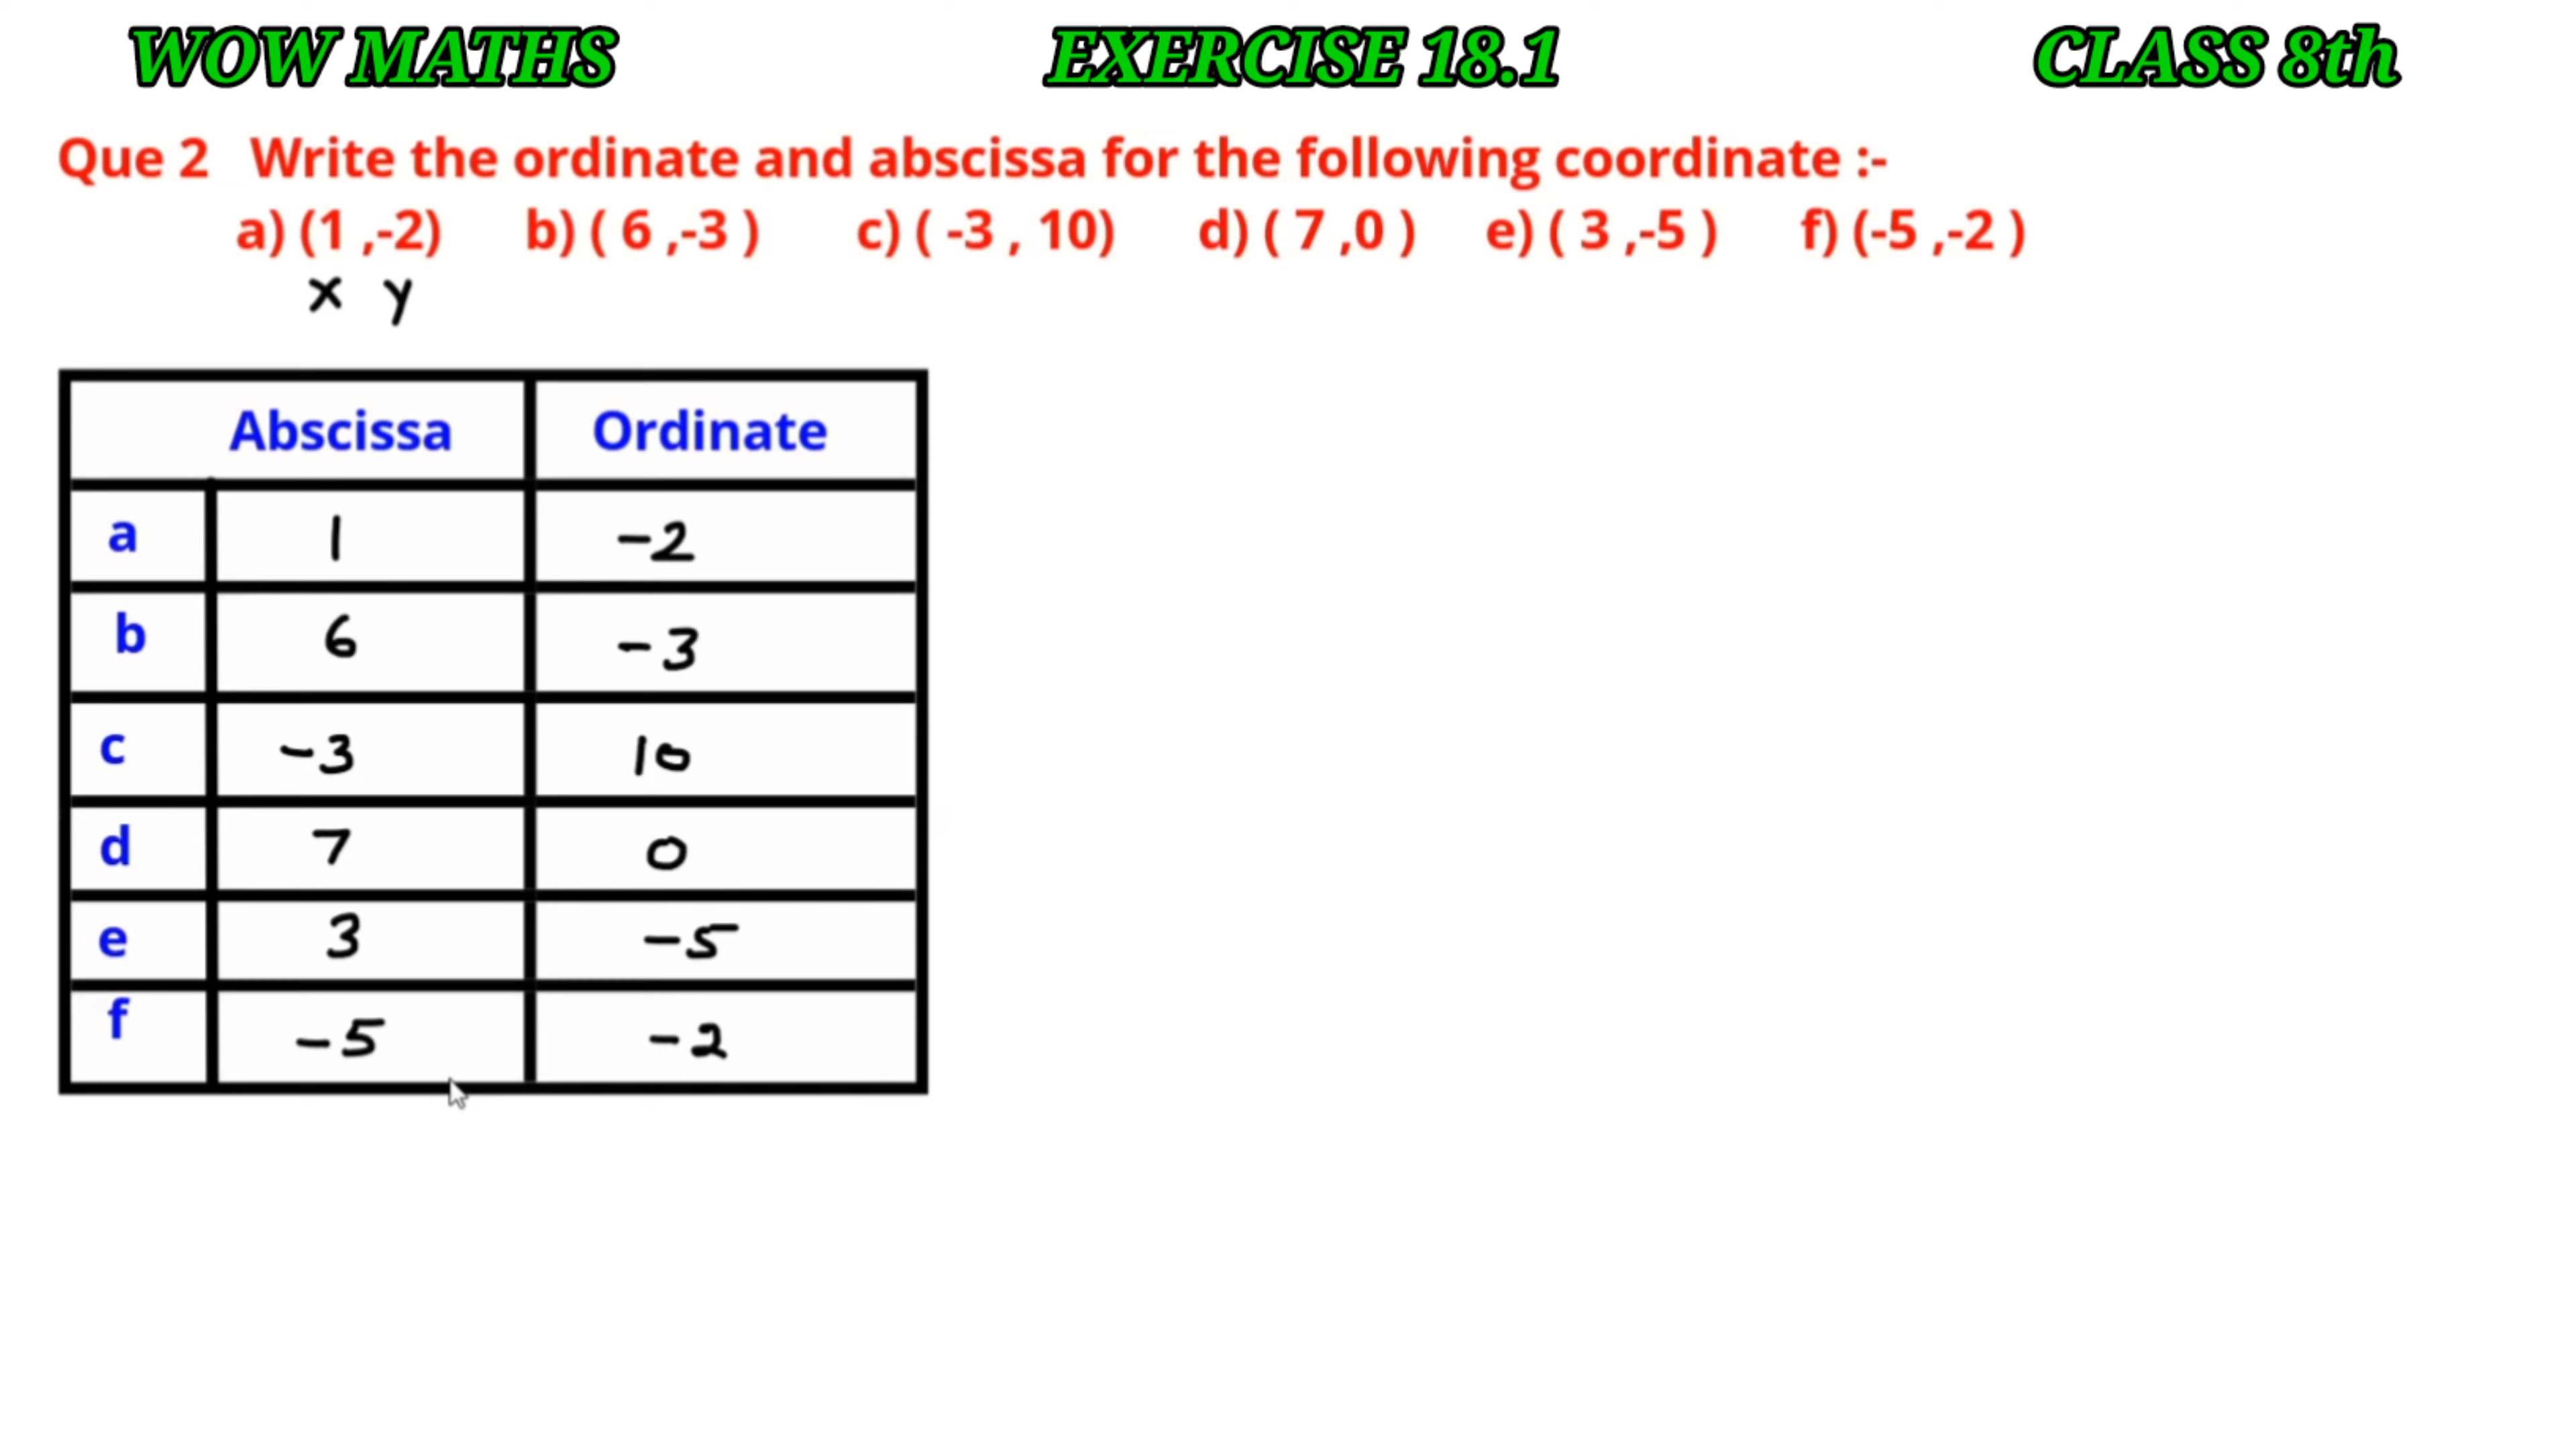 WOW MATHS EXERCISE 18.1 CLASS 8th
Que 2 Write the ordinate and abscissa for the following coordinate :-
a) (1 ,-2) b) ( 6 ,-3 ) c) ( -3 , 10) d) ( 7 ,0 ) e) ( 3 ,-5 ) f) (-5 ,-2 )
x y
Abscissa Ordinate
a 1 -2
b 6 -3
c -3 10
d 7 0
e 3 -5
f -5 -2